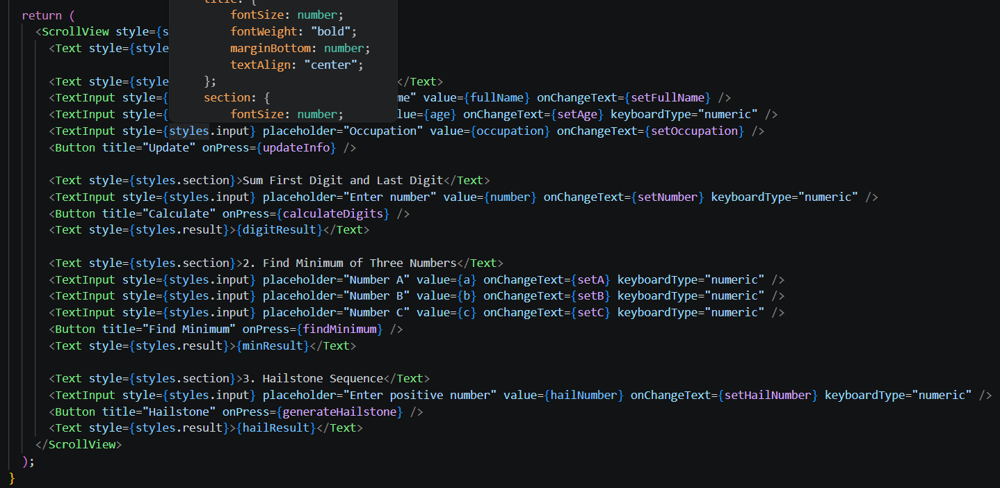 return (
<ScrollView style={s
<Text style={style
title: {
fontSize: number;
fontWeight: "bold";
marginBottom: number;
textAlign: "center";
};
section: {
fontSize: number;
<Text style={style </Text>
<TextInput style={ me" value={fullName} onChangeText={setFullName} />
<TextInput style={ lue={age} onChangeText={setAge} keyboardType="numeric" />
<TextInput style={styles.input} placeholder="Occupation" value={occupation} onChangeText={setOccupation} />
<Button title="Update" onPress={updateInfo} />
<Text style={styles.section}>Sum First Digit and Last Digit</Text>
<TextInput style={styles.input} placeholder="Enter number" value={number} onChangeText={setNumber} keyboardType="numeric" />
<Button title="Calculate" onPress={calculateDigits} />
<Text style={styles.result}>{digitResult}</Text>
<Text style={styles.section}>2. Find Minimum of Three Numbers</Text>
<TextInput style={styles.input} placeholder="Number A" value={a} onChangeText={setA} keyboardType="numeric" />
<TextInput style={styles.input} placeholder="Number B" value={b} onChangeText={setB} keyboardType="numeric" />
<TextInput style={styles.input} placeholder="Number C" value={c} onChangeText={setC} keyboardType="numeric" />
<Button title="Find Minimum" onPress={findMinimum} />
<Text style={styles.result}>{minResult}</Text>
<Text style={styles.section}>3. Hailstone Sequence</Text>
<TextInput style={styles.input} placeholder="Enter positive number" value={hailNumber} onChangeText={setHailNumber} keyboardType="numeric" />
<Button title="Hailstone" onPress={generateHailstone} />
<Text style={styles.result}>{hailResult}</Text>
</ScrollView>
);
}